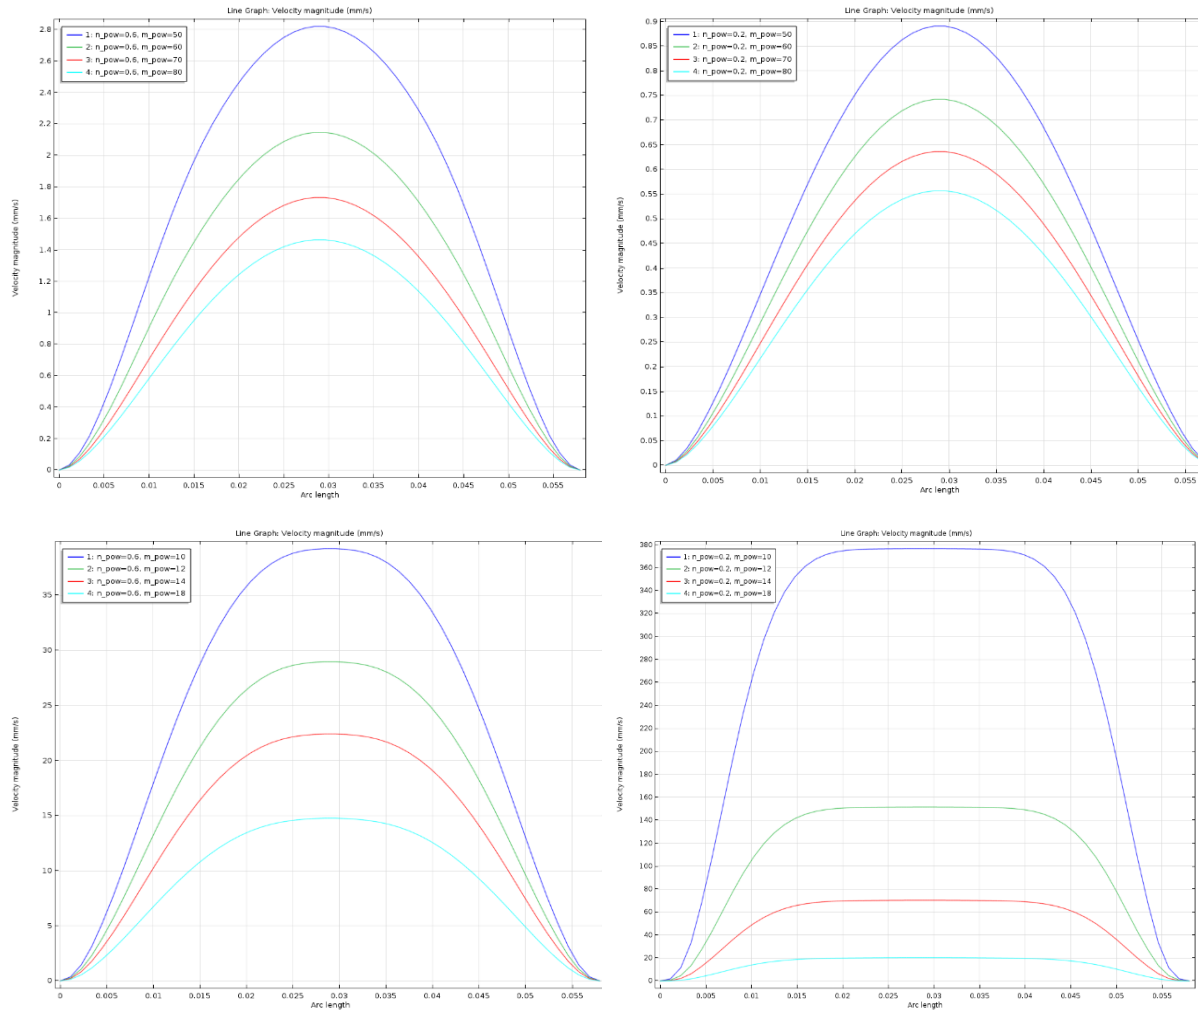 Line Graph: Velocity magnitude (mm/s)
1: n_pow=0.6, m_pow=50
2: n_pow=0.6, m_pow=60
3: n_pow=0.6, m_pow=70
4: n_pow=0.6, m_pow=80
2.8
2.6
2.4
2.2
2
1.8
1.6
1.4
1.2
1
0.8
0.6
0.4
0.2
0
Velocity magnitude (mm/s)
0 0.005 0.01 0.015 0.02 0.025 0.03 0.035 0.04 0.045 0.05 0.055
Arc length
Line Graph: Velocity magnitude (mm/s)
1: n_pow=0.2, m_pow=50
2: n_pow=0.2, m_pow=60
3: n_pow=0.2, m_pow=70
4: n_pow=0.2, m_pow=80
0.9
0.85
0.8
0.75
0.7
0.65
0.6
0.55
0.5
0.45
0.4
0.35
0.3
0.25
0.2
0.15
0.1
0.05
0
Velocity magnitude (mm/s)
0 0.005 0.01 0.015 0.02 0.025 0.03 0.035 0.04 0.045 0.05 0.055
Arc length
Line Graph: Velocity magnitude (mm/s)
1: n_pow=0.6, m_pow=10
2: n_pow=0.6, m_pow=12
3: n_pow=0.6, m_pow=14
4: n_pow=0.6, m_pow=18
35
30
25
20
15
10
5
0
Velocity magnitude (mm/s)
0 0.005 0.01 0.015 0.02 0.025 0.03 0.035 0.04 0.045 0.05 0.055
Arc length
Line Graph: Velocity magnitude (mm/s)
1: n_pow=0.2, m_pow=10
2: n_pow=0.2, m_pow=12
3: n_pow=0.2, m_pow=14
4: n_pow=0.2, m_pow=18
380
360
340
320
300
280
260
240
220
200
180
160
140
120
100
80
60
40
20
0
Velocity magnitude (mm/s)
0 0.005 0.01 0.015 0.02 0.025 0.03 0.035 0.04 0.045 0.05 0.055
Arc length